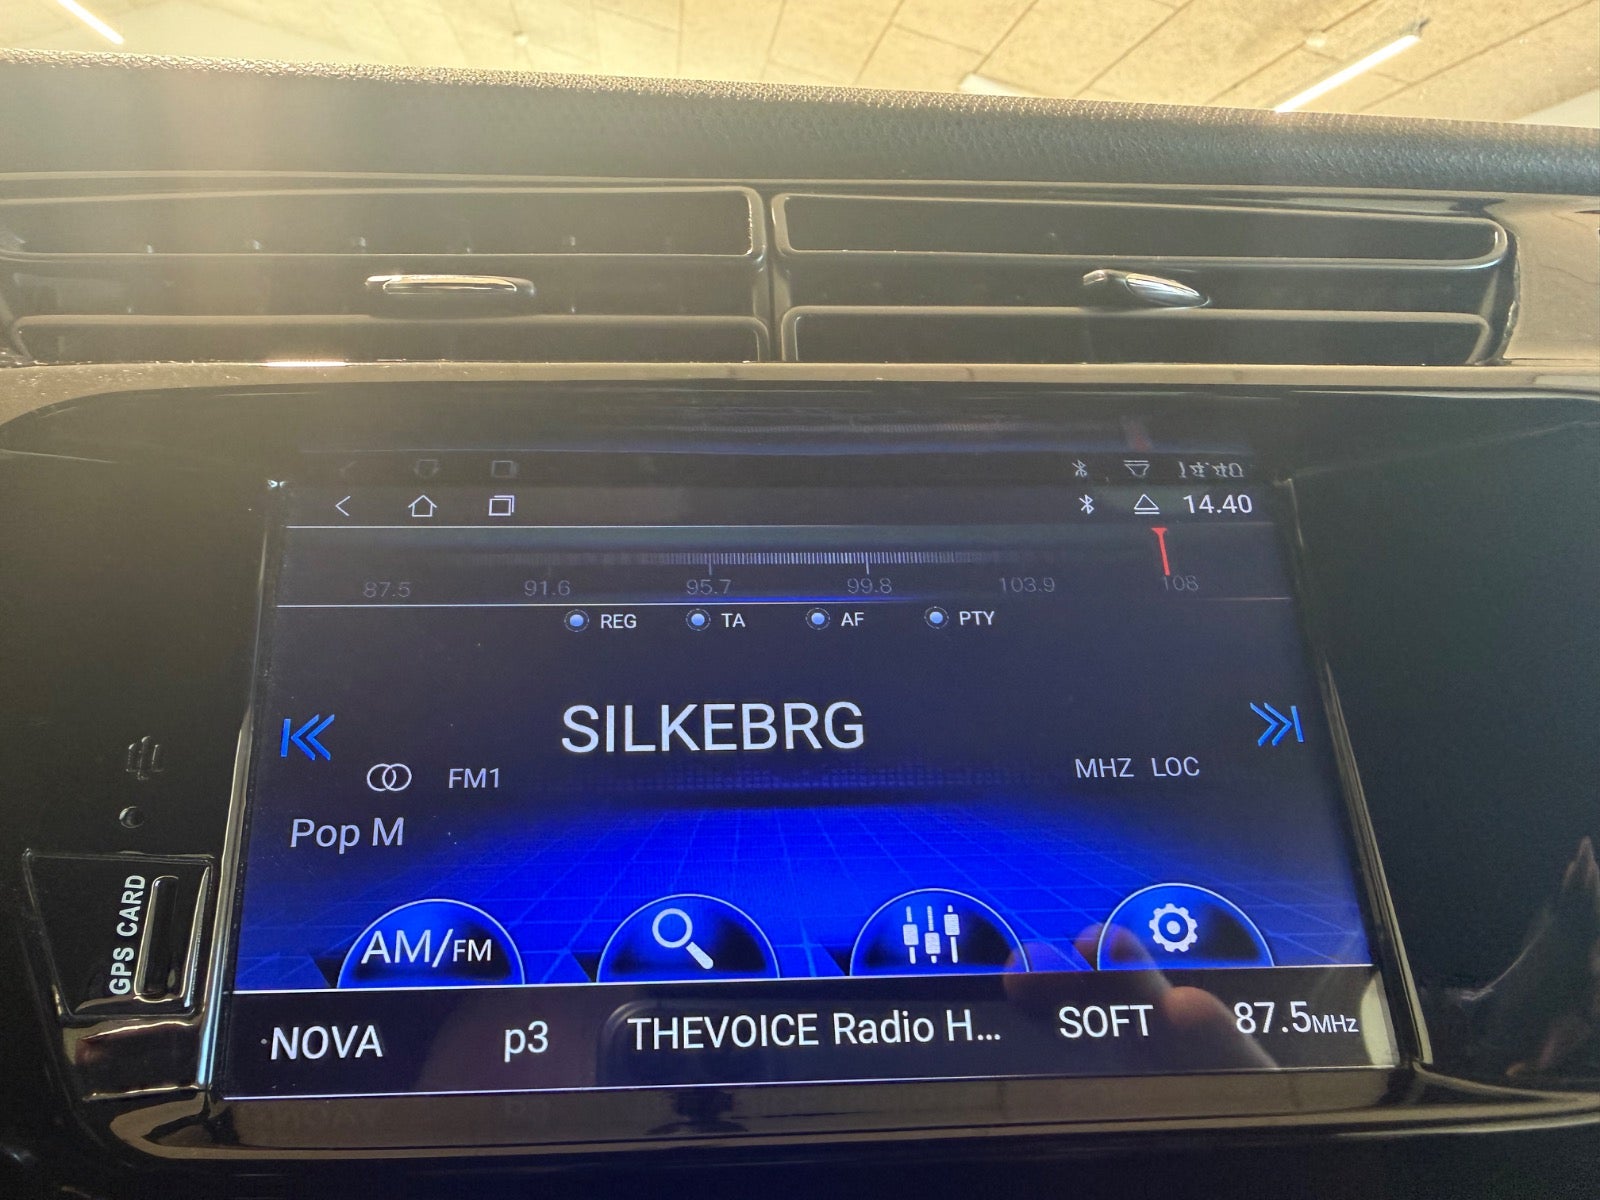 14.40
87.5 91.6 95.7 99.8 103.9 108
REG TA AF PTY
SILKEBRG
FM1 MHZ LOC
Pop M
AM/FM
GPS CARD
NOVA p3 THEVOICE Radio H... SOFT 87.5MHz